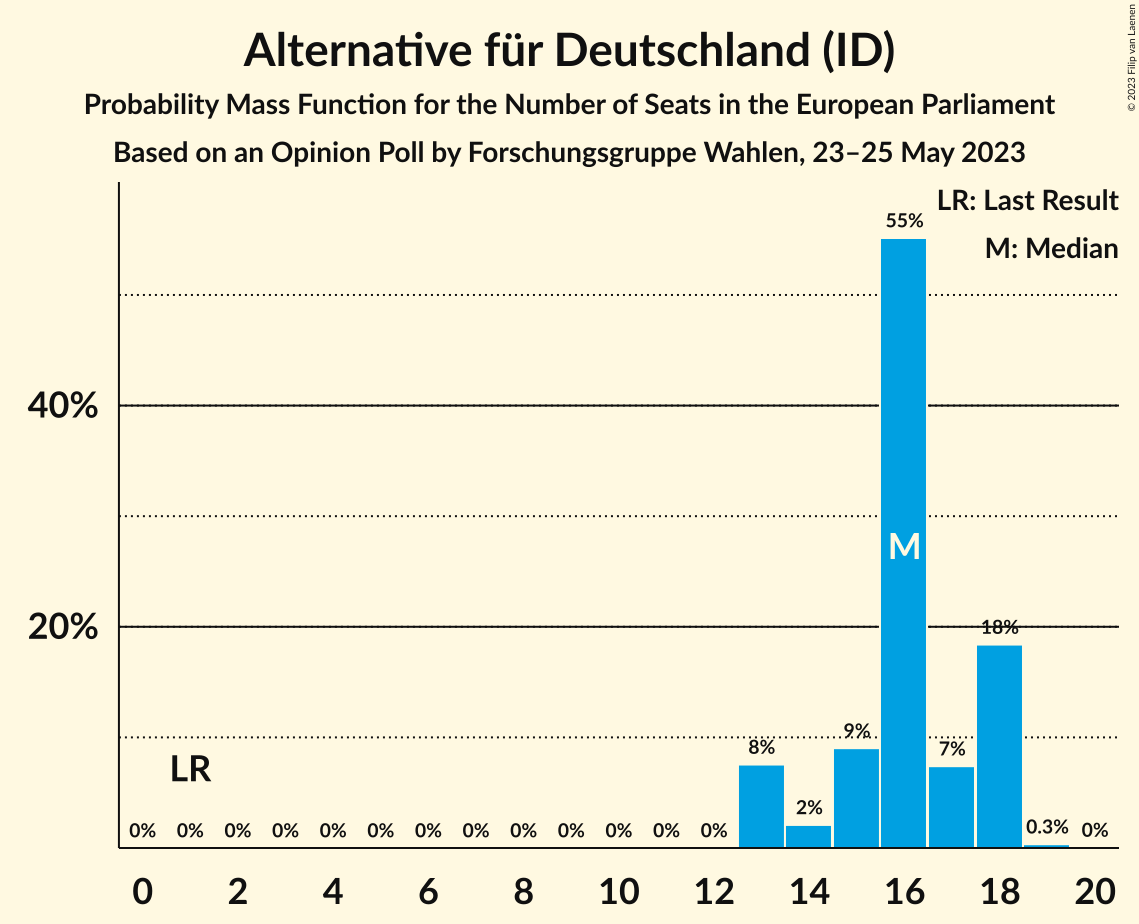 Alternative für Deutschland (ID)
Probability Mass Function for the Number of Seats in the European Parliament
Based on an Opinion Poll by Forschungsgruppe Wahlen, 23–25 May 2023
© 2023 Filip van Laenen
LR: Last Result
M: Median
55%
40%
M
20%
18%
9%
8%
7%
LR
2%
0% 0% 0% 0% 0% 0% 0% 0% 0% 0% 0% 0% 0% 0.3% 0%
0 2 4 6 8 10 12 14 16 18 20